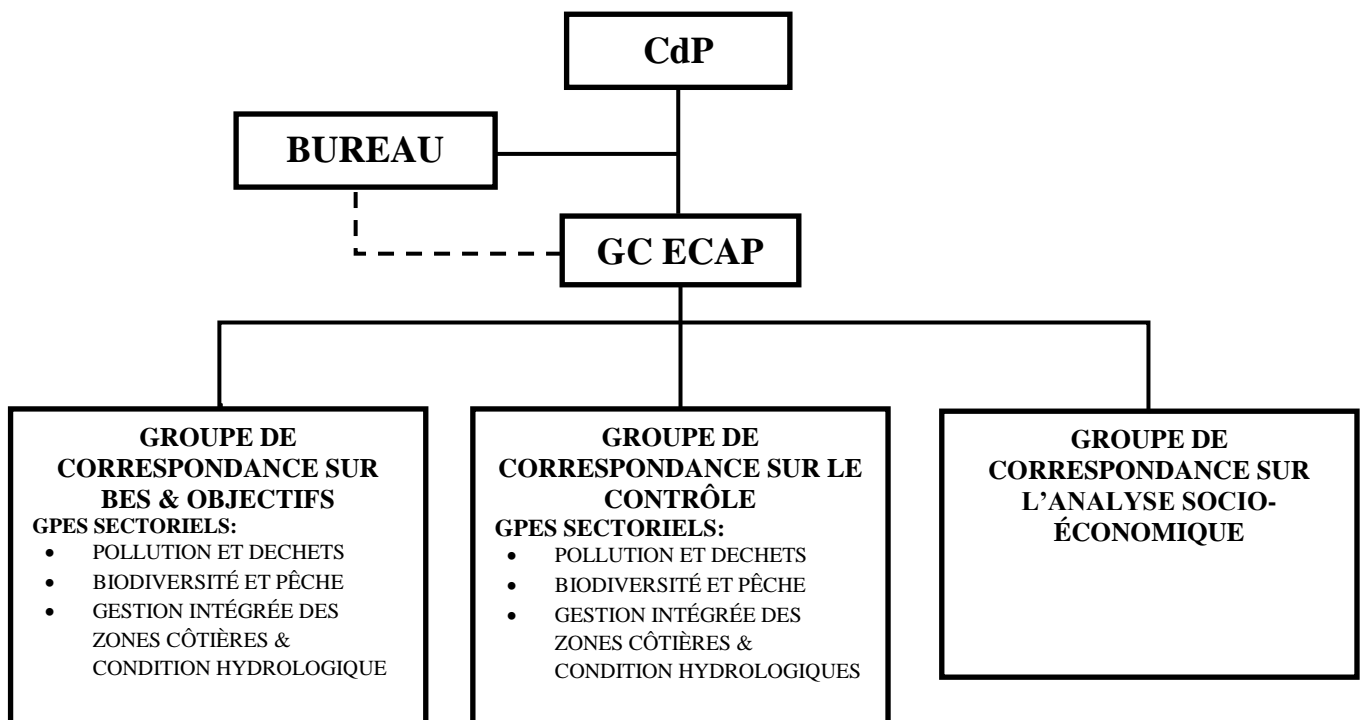 CdP
BUREAU
GC ECAP
GROUPE DE
CORRESPONDANCE SUR
BES & OBJECTIFS
GPES SECTORIELS:
• POLLUTION ET DECHETS
• BIODIVERSITÉ ET PÊCHE
• GESTION INTÉGRÉE DES
ZONES CÔTIÈRES &
CONDITION HYDROLOGIQUE
GROUPE DE
CORRESPONDANCE SUR LE
CONTRÔLE
GPES SECTORIELS:
• POLLUTION ET DECHETS
• BIODIVERSITÉ ET PÊCHE
• GESTION INTÉGRÉE DES
ZONES CÔTIÈRES &
CONDITION HYDROLOGIQUES
GROUPE DE
CORRESPONDANCE SUR
L’ANALYSE SOCIO-
ÉCONOMIQUE